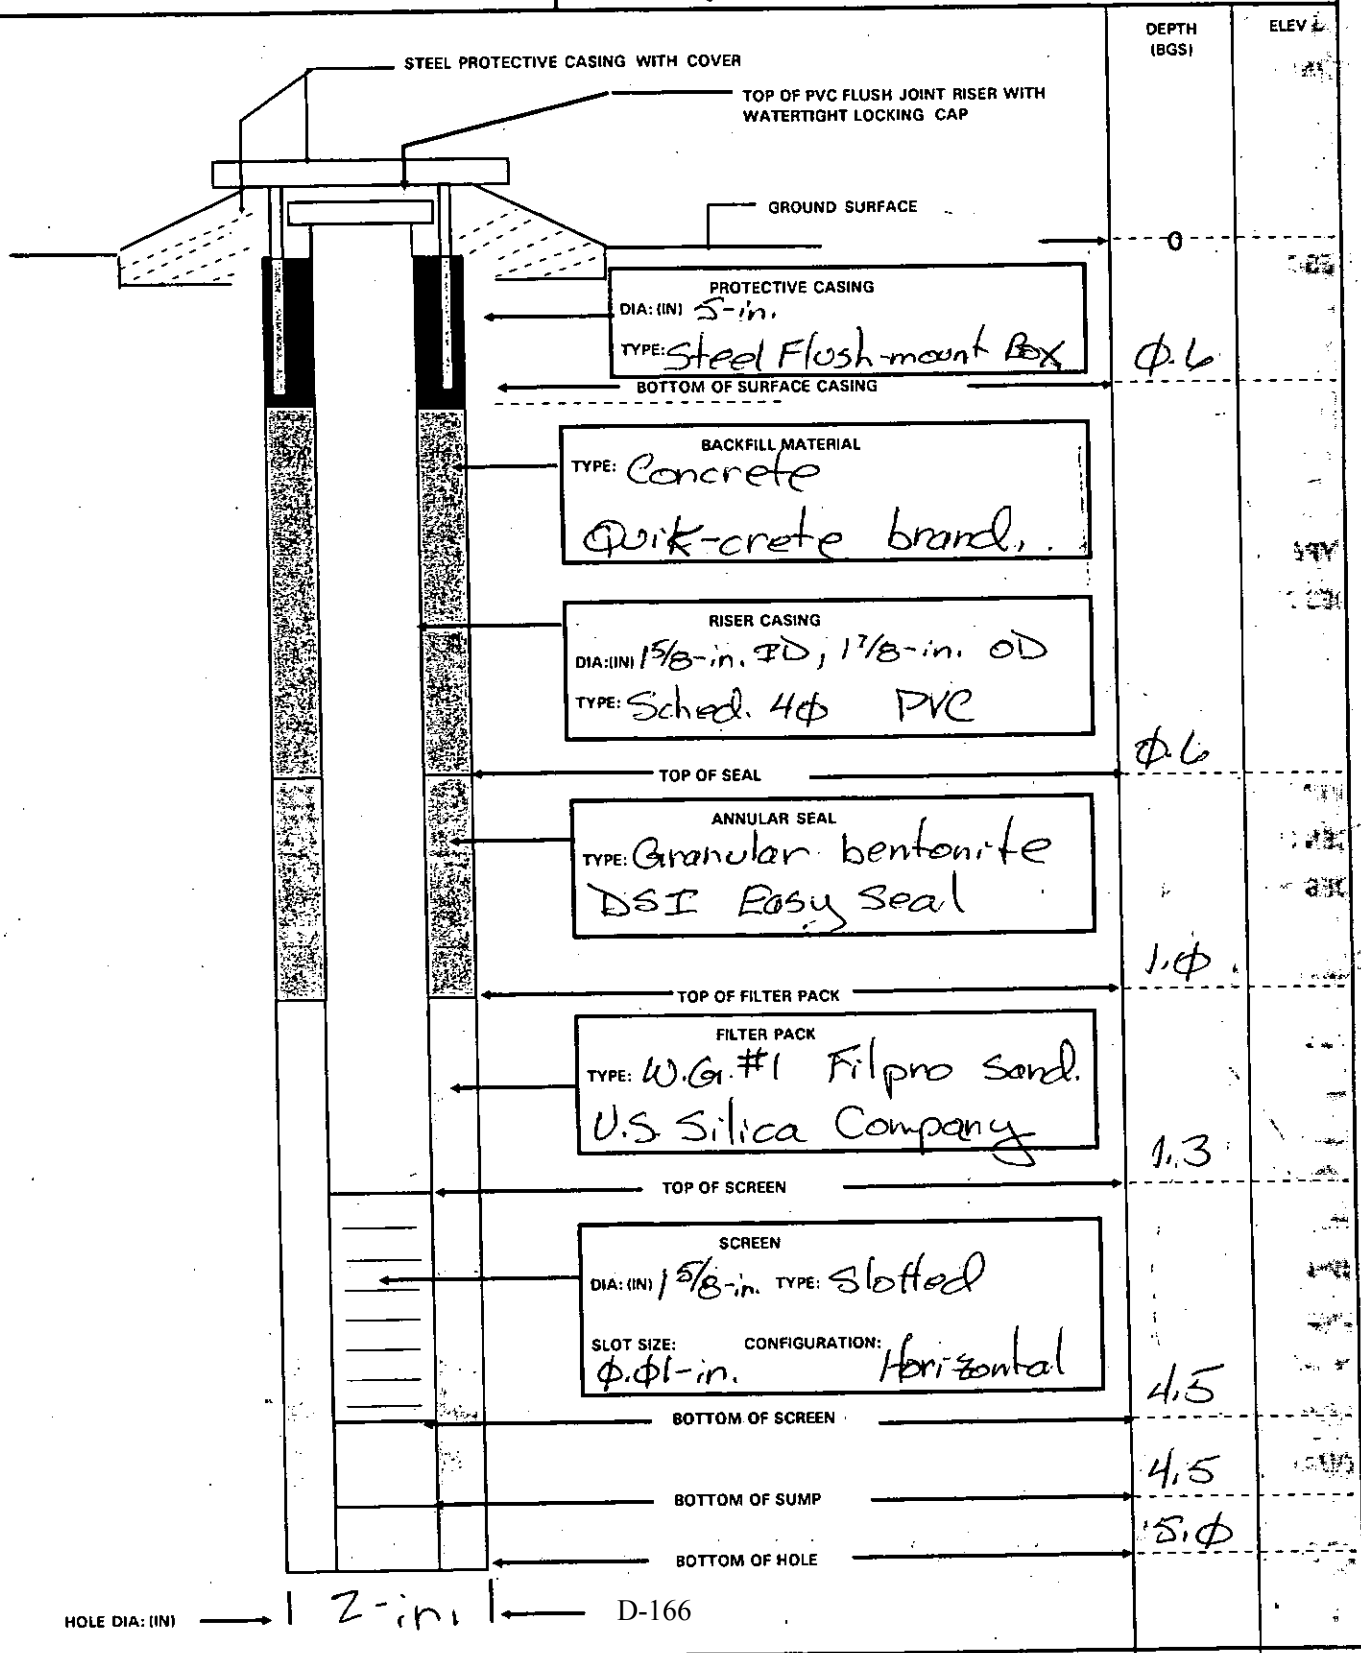 DEPTH
(BGS)
ELEV
STEEL PROTECTIVE CASING WITH COVER
TOP OF PVC FLUSH JOINT RISER WITH
WATERTIGHT LOCKING CAP
GROUND SURFACE
0
PROTECTIVE CASING
DIA: (IN) 5-in.
TYPE: Steel Flush-mount Box
0.6
BOTTOM OF SURFACE CASING
BACKFILL MATERIAL
TYPE: Concrete
Quik-crete brand.
RISER CASING
DIA: (IN) 1 5/8-in. ID, 1 7/8-in. OD
TYPE: Sched. 40 PVC
0.6
TOP OF SEAL
ANNULAR SEAL
TYPE: Granular bentonite
DSI Easy Seal
1.0
TOP OF FILTER PACK
FILTER PACK
TYPE: W.G. #1 Filpro Sand.
U.S. Silica Company
1.3
TOP OF SCREEN
SCREEN
DIA: (IN) 1 5/8-in. TYPE: Slotted
SLOT SIZE: CONFIGURATION:
0.01-in. Horizontal
4.5
BOTTOM OF SCREEN
4.5
BOTTOM OF SUMP
5.0
BOTTOM OF HOLE
HOLE DIA: (IN) 2-in.
D-166